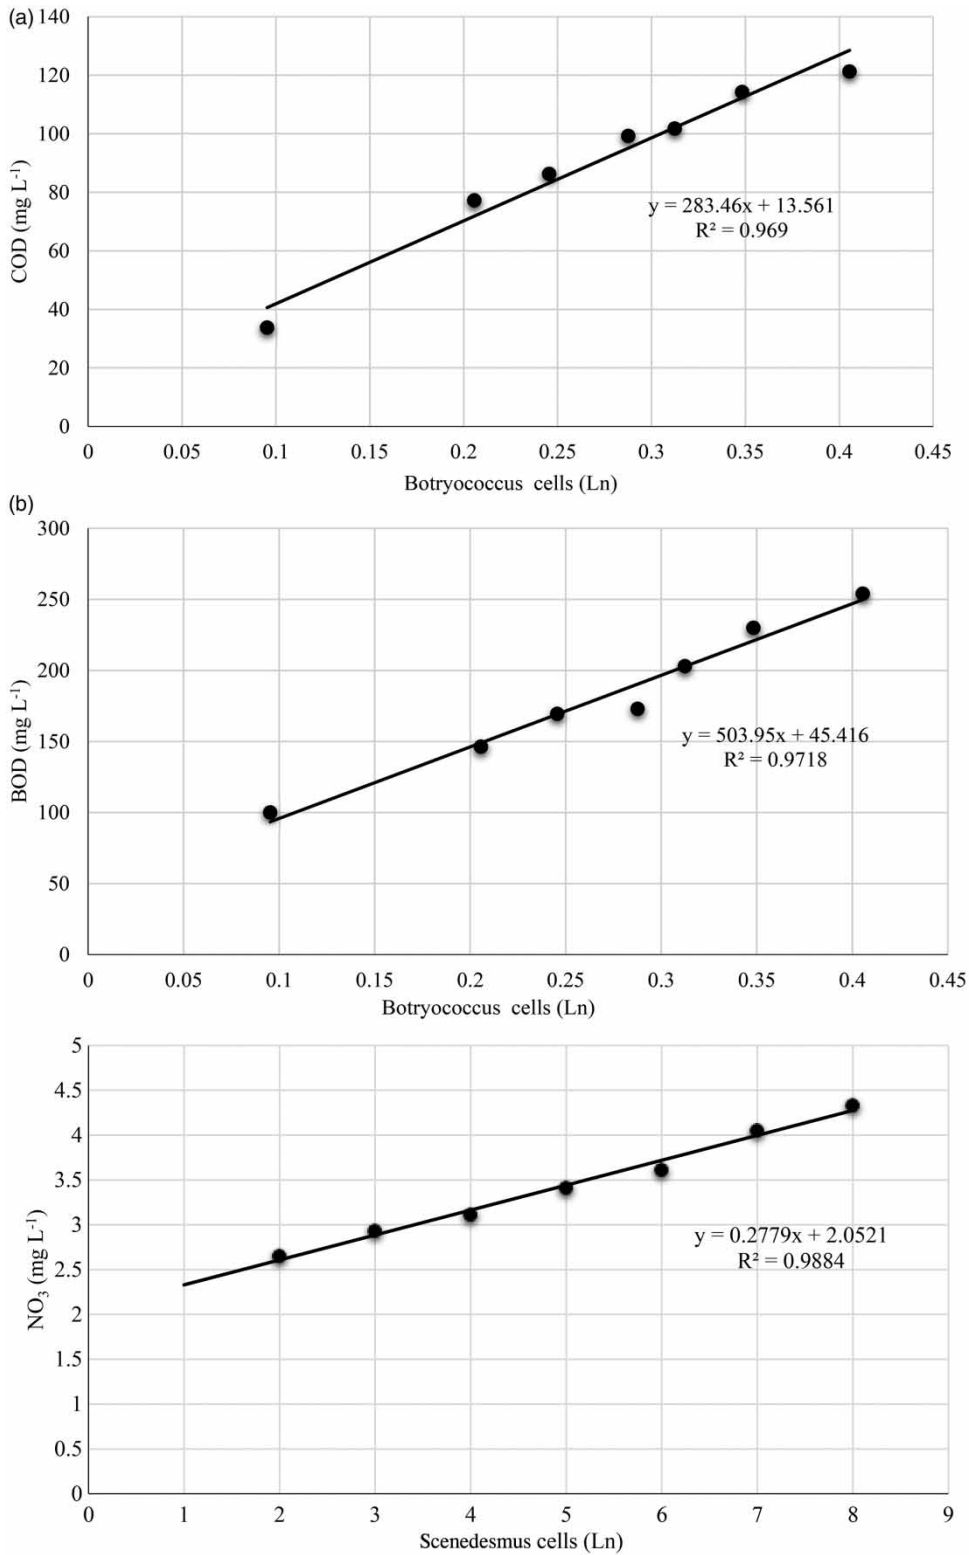 (a)
140
120
100
80
60
40
20
0
COD (mg L-1)
y = 283.46x + 13.561
R² = 0.969
0 0.05 0.1 0.15 0.2 0.25 0.3 0.35 0.4 0.45
Botryococcus cells (Ln)
(b)
300
250
200
150
100
50
0
BOD (mg L-1)
y = 503.95x + 45.416
R² = 0.9718
0 0.05 0.1 0.15 0.2 0.25 0.3 0.35 0.4 0.45
Botryococcus cells (Ln)
5
4.5
4
3.5
3
2.5
2
1.5
1
0.5
0
NO3 (mg L-1)
y = 0.2779x + 2.0521
R² = 0.9884
0 1 2 3 4 5 6 7 8 9
Scenedesmus cells (Ln)